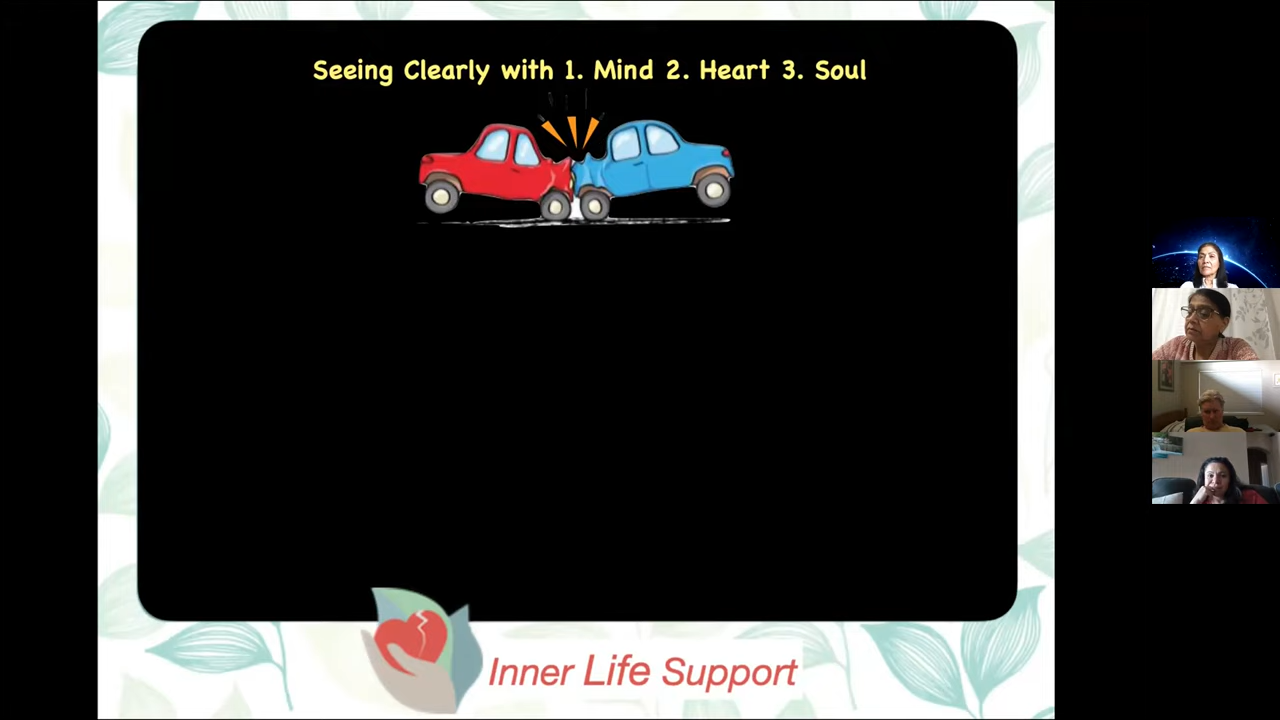 Seeing Clearly with 1. Mind 2. Heart 3. Soul
Inner Life Support